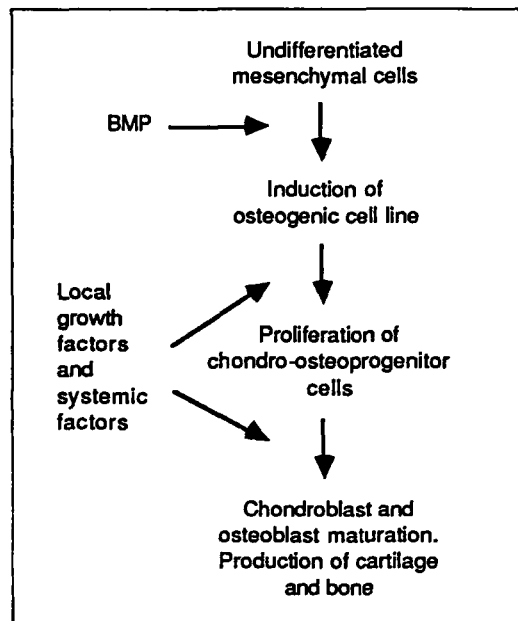 Undifferentiated
mesenchymal cells
BMP
Induction of
osteogenic cell line
Local
growth
factors
and
systemic
factors
Proliferation of
chondro-osteoprogenitor
cells
Chondroblast and
osteoblast maturation.
Production of cartilage
and bone